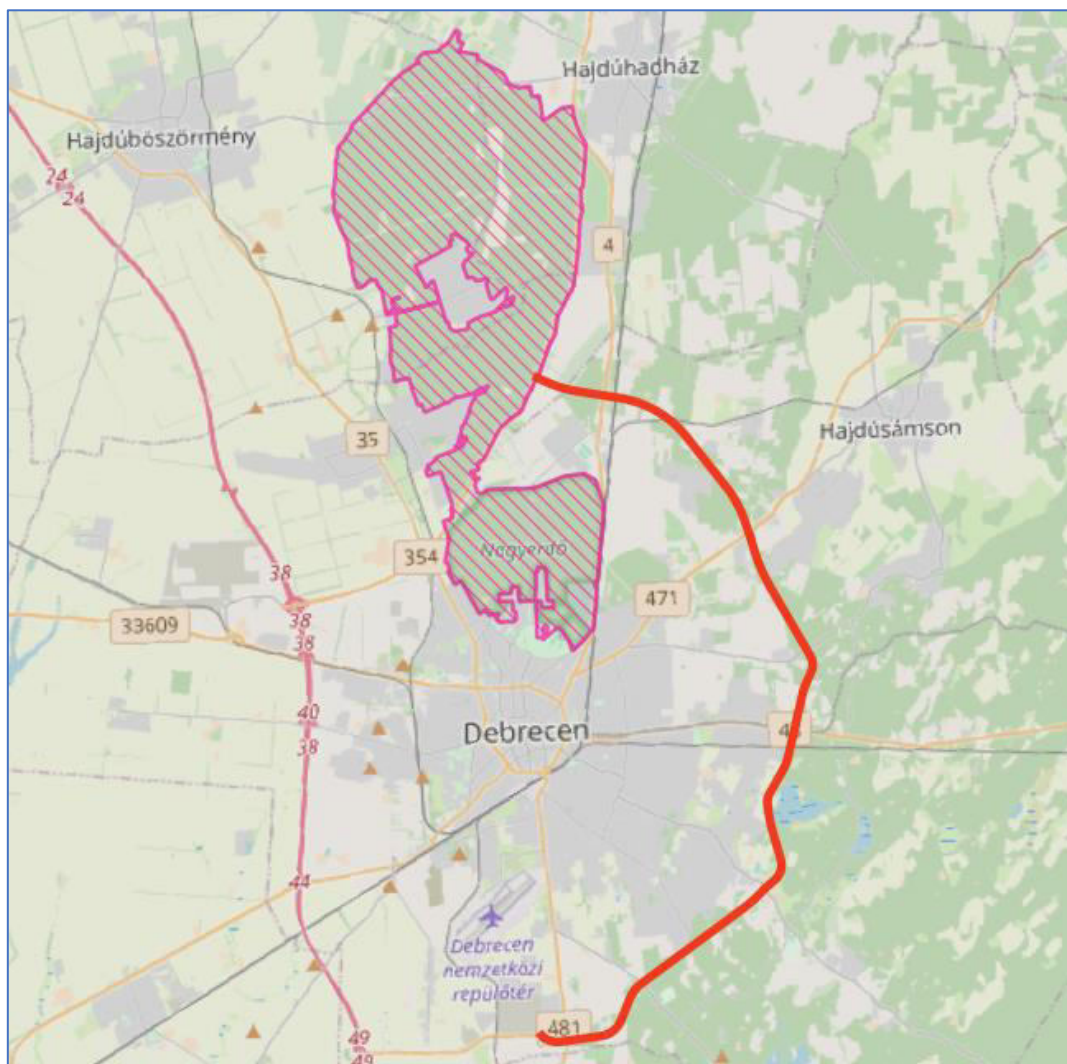 Hajdúhadház
Hajdúböszörmény
24
24
4
35
Hajdúsámson
Nagyerdő
354
38
471
38
33609
38
40
38
Debrecen
44
Debrecen
nemzetközi
repülőtér
481
49
49